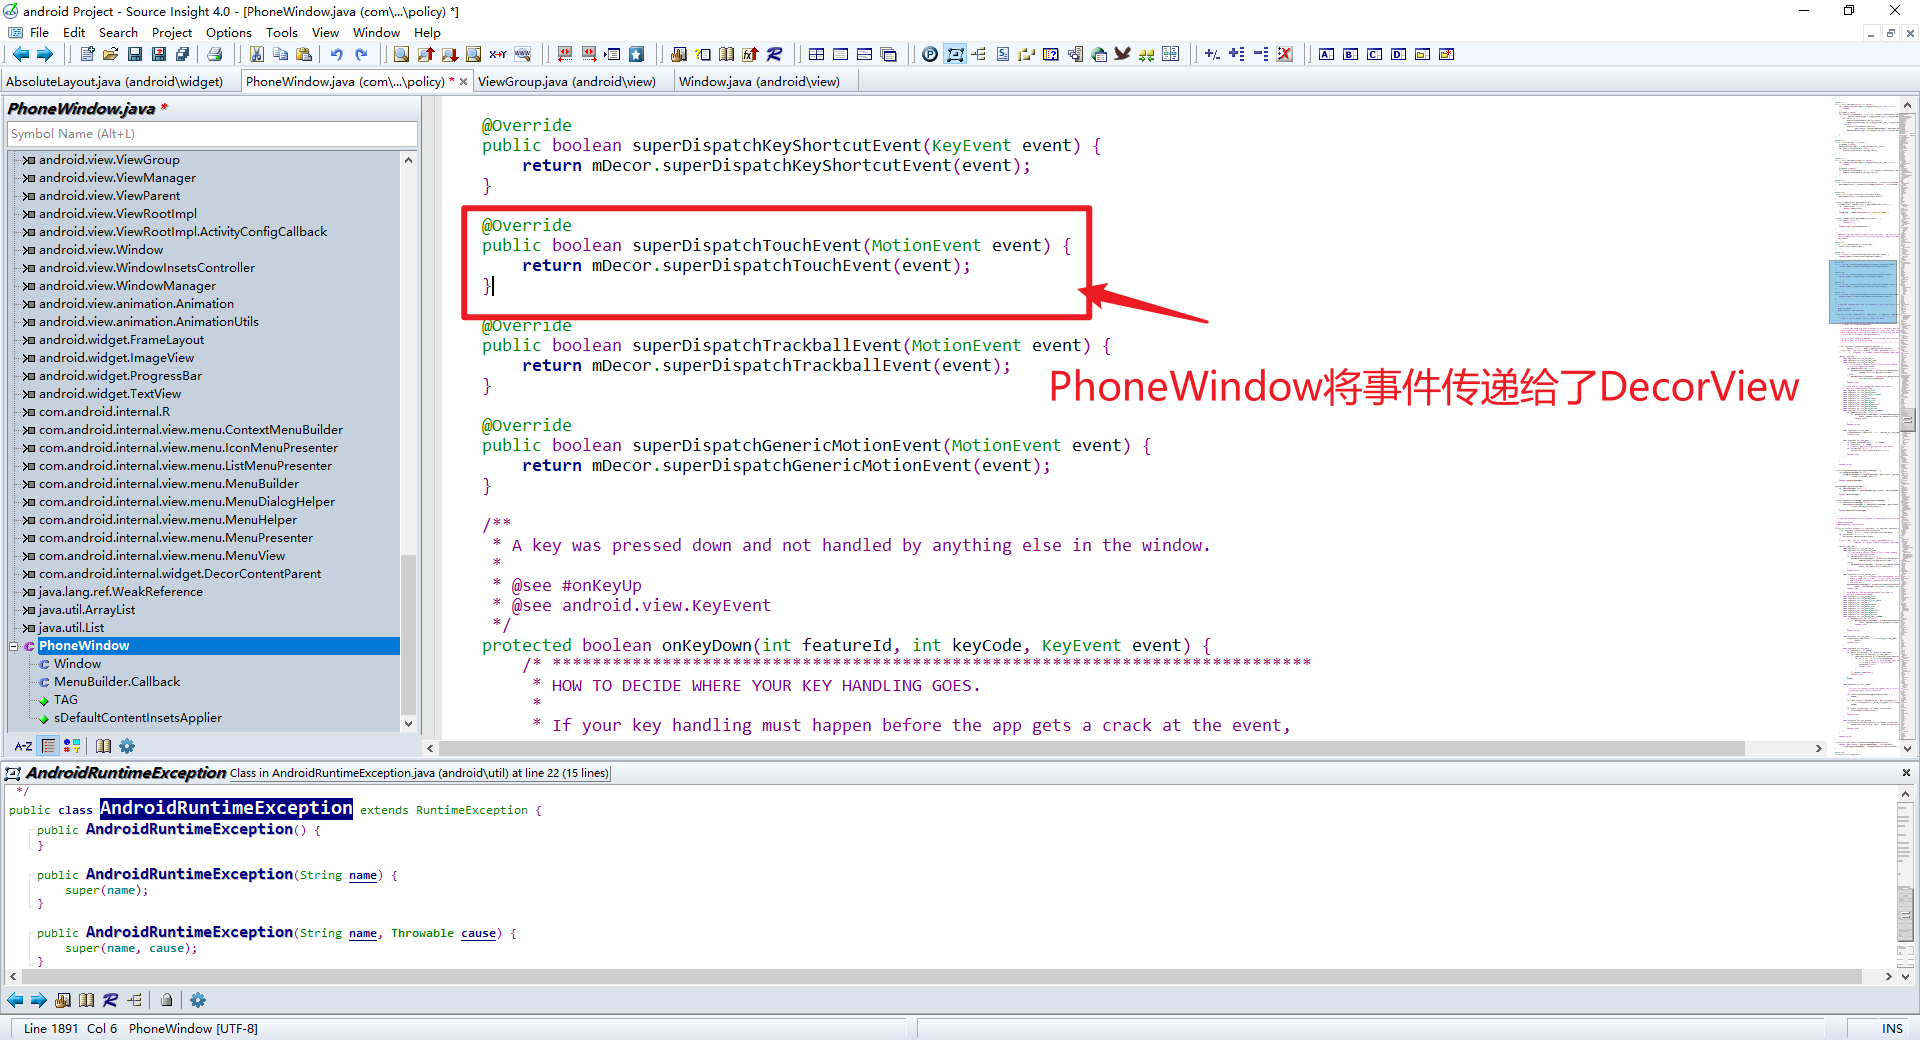 android Project - Source Insight 4.0 - [PhoneWindow.java (com\...\policy) *]
File Edit Search Project Options Tools View Window Help
AbsoluteLayout.java (android\widget) PhoneWindow.java (com\...\policy) * ViewGroup.java (android\view) Window.java (android\view)
PhoneWindow.java *
Symbol Name (Alt+L)
android.view.ViewGroup
android.view.ViewManager
android.view.ViewParent
android.view.ViewRootImpl
android.view.ViewRootImpl.ActivityConfigCallback
android.view.Window
android.view.WindowInsetsController
android.view.WindowManager
android.view.animation.Animation
android.view.animation.AnimationUtils
android.widget.FrameLayout
android.widget.ImageView
android.widget.ProgressBar
android.widget.TextView
com.android.internal.R
com.android.internal.view.menu.ContextMenuBuilder
com.android.internal.view.menu.IconMenuPresenter
com.android.internal.view.menu.ListMenuPresenter
com.android.internal.view.menu.MenuBuilder
com.android.internal.view.menu.MenuDialogHelper
com.android.internal.view.menu.MenuHelper
com.android.internal.view.menu.MenuPresenter
com.android.internal.view.menu.MenuView
com.android.internal.widget.DecorContentParent
java.lang.ref.WeakReference
java.util.ArrayList
java.util.List
PhoneWindow
Window
MenuBuilder.Callback
TAG
sDefaultContentInsetsApplier
@Override
public boolean superDispatchKeyShortcutEvent(KeyEvent event) {
return mDecor.superDispatchKeyShortcutEvent(event);
}
@Override
public boolean superDispatchTouchEvent(MotionEvent event) {
return mDecor.superDispatchTouchEvent(event);
}
@Override
public boolean superDispatchTrackballEvent(MotionEvent event) {
return mDecor.superDispatchTrackballEvent(event);
}
PhoneWindow将事件传递给了DecorView
@Override
public boolean superDispatchGenericMotionEvent(MotionEvent event) {
return mDecor.superDispatchGenericMotionEvent(event);
}
/**
* A key was pressed down and not handled by anything else in the window.
*
* @see #onKeyUp
* @see android.view.KeyEvent
*/
protected boolean onKeyDown(int featureId, int keyCode, KeyEvent event) {
/* ****************************************************************************
* HOW TO DECIDE WHERE YOUR KEY HANDLING GOES.
*
* If your key handling must happen before the app gets a crack at the event,
AndroidRuntimeException Class in AndroidRuntimeException.java (android\util) at line 22 (15 lines)
*/
public class AndroidRuntimeException extends RuntimeException {
public AndroidRuntimeException() {
}
public AndroidRuntimeException(String name) {
super(name);
}
public AndroidRuntimeException(String name, Throwable cause) {
super(name, cause);
}
Line 1891 Col 6 PhoneWindow [UTF-8]
INS